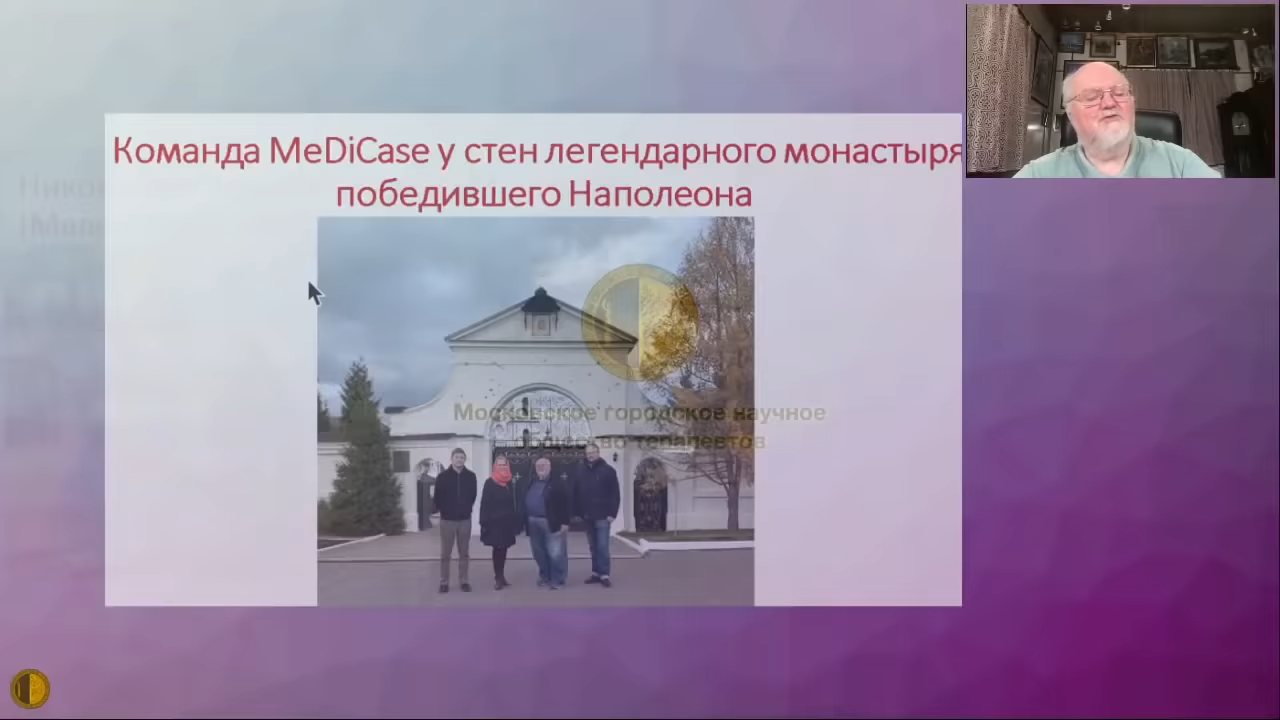 Команда MeDiCase у стен легендарного монастыря
победившего Наполеона
Московское городское научное
общество терапевтов